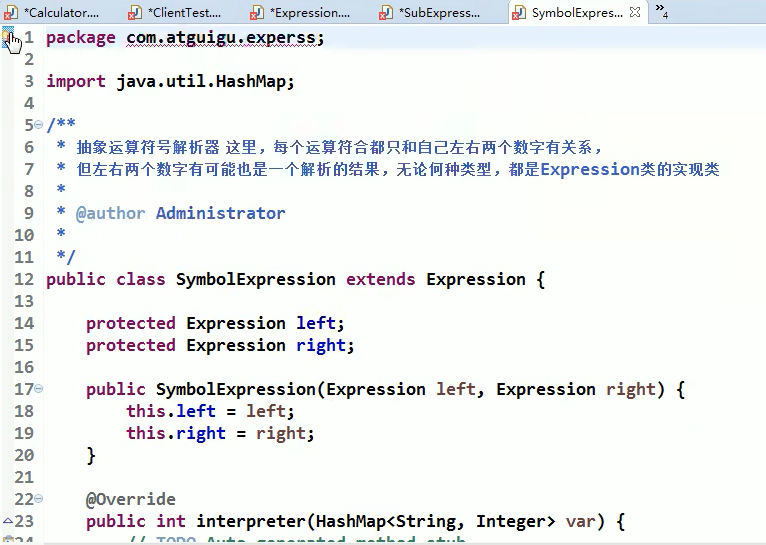 *Calculator.... *ClientTest.... *Expression.... *SubExpress... SymbolExpres... »4
1 package com.atguigu.experss;
2
3 import java.util.HashMap;
4
5 /**
6 * 抽象运算符号解析器 这里，每个运算符合都只和自己左右两个数字有关系，
7 * 但左右两个数字有可能也是一个解析的结果，无论何种类型，都是Expression类的实现类
8 *
9 * @author Administrator
10 *
11 */
12 public class SymbolExpression extends Expression {
13
14 protected Expression left;
15 protected Expression right;
16
17 public SymbolExpression(Expression left, Expression right) {
18 this.left = left;
19 this.right = right;
20 }
21
22 @Override
23 public int interpreter(HashMap<String, Integer> var) {
24 // TODO Auto-generated method stub